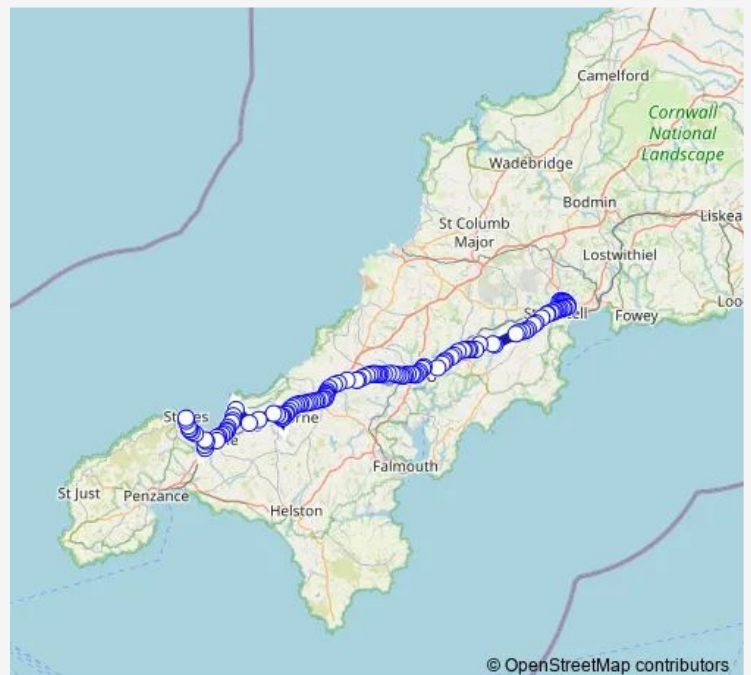 Camelford
Cornwall
National
Landscape
Wadebridge
Bodmin
St Columb
Major
Liskea
Lostwithiel
Fowey
Loo
Falmouth
St Just
Penzance
Helston
© OpenStreetMap contributors